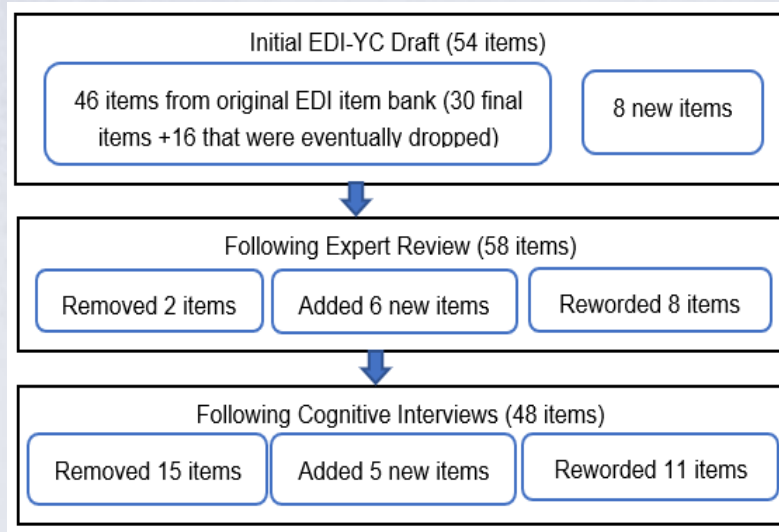 Initial EDI-YC Draft (54 items)
46 items from original EDI item bank (30 final
items +16 that were eventually dropped)
8 new items
Following Expert Review (58 items)
Removed 2 items
Added 6 new items
Reworded 8 items
Following Cognitive Interviews (48 items)
Removed 15 items
Added 5 new items
Reworded 11 items